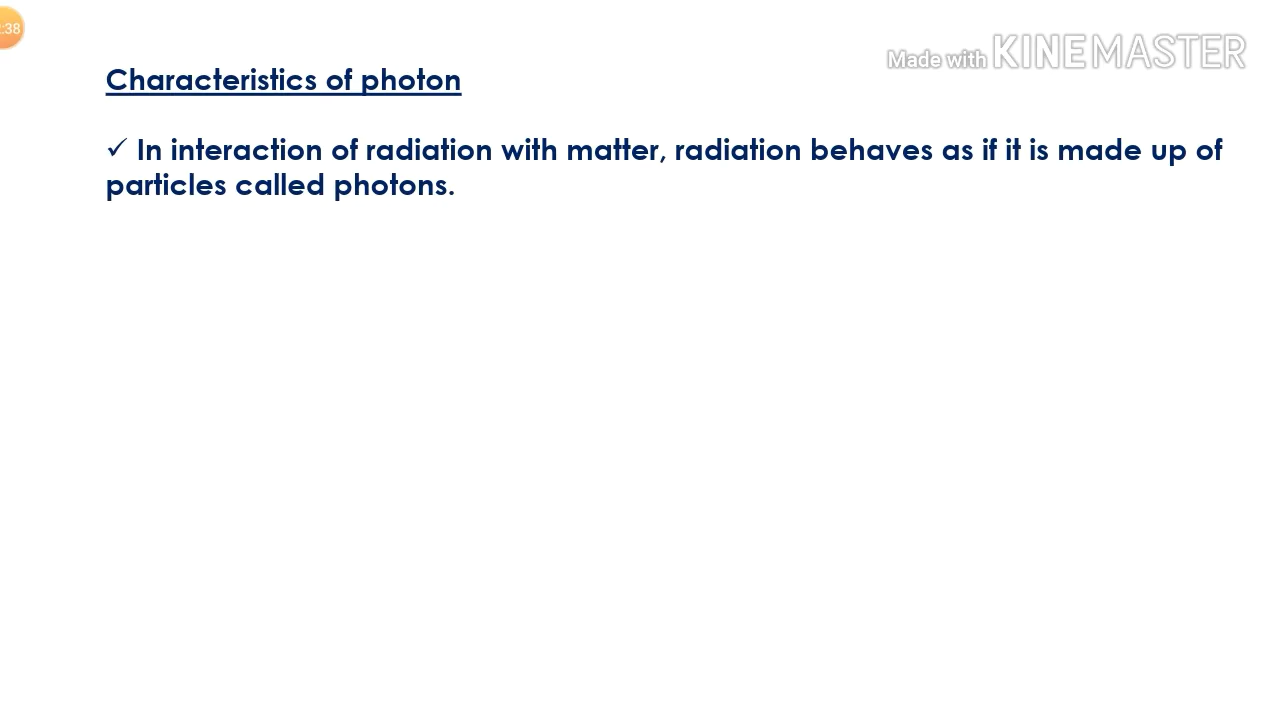 :38
Made with KINEMASTER
Characteristics of photon
✓ In interaction of radiation with matter, radiation behaves as if it is made up of
particles called photons.